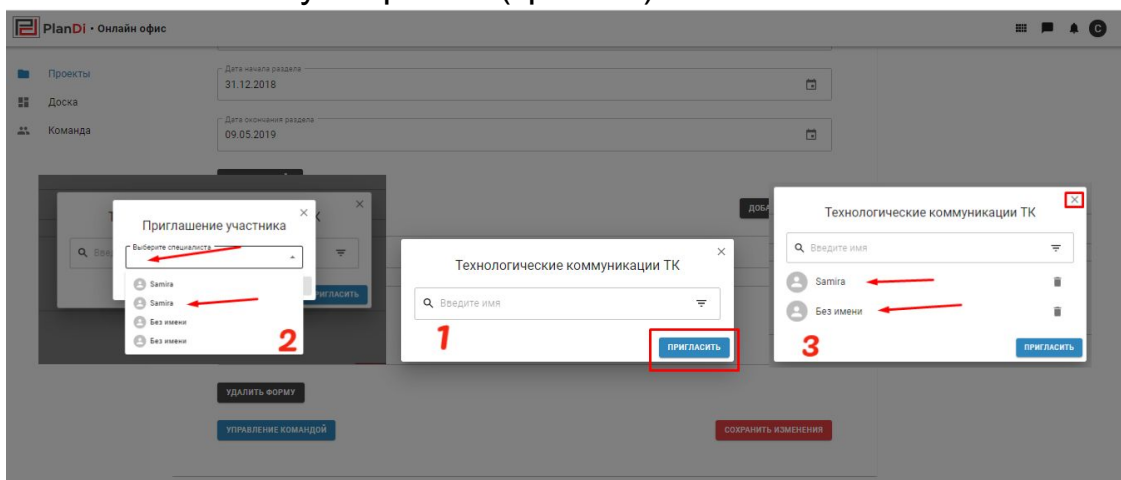 PlanDi • Онлайн офис
C
Проекты
Доска
Команда
Дата начала раздела
31.12.2018
Дата окончания раздела
09.05.2019
Приглашение участника
Выберите специалиста
Samira
Samira
Без имени
Без имени
2
Технологические коммуникации ТК
Введите имя
1
ПРИГЛАСИТЬ
Технологические коммуникации ТК
Введите имя
Samira
Без имени
3
ПРИГЛАСИТЬ
УДАЛИТЬ ФОРМУ
УПРАВЛЕНИЕ КОМАНДОЙ
СОХРАНИТЬ ИЗМЕНЕНИЯ